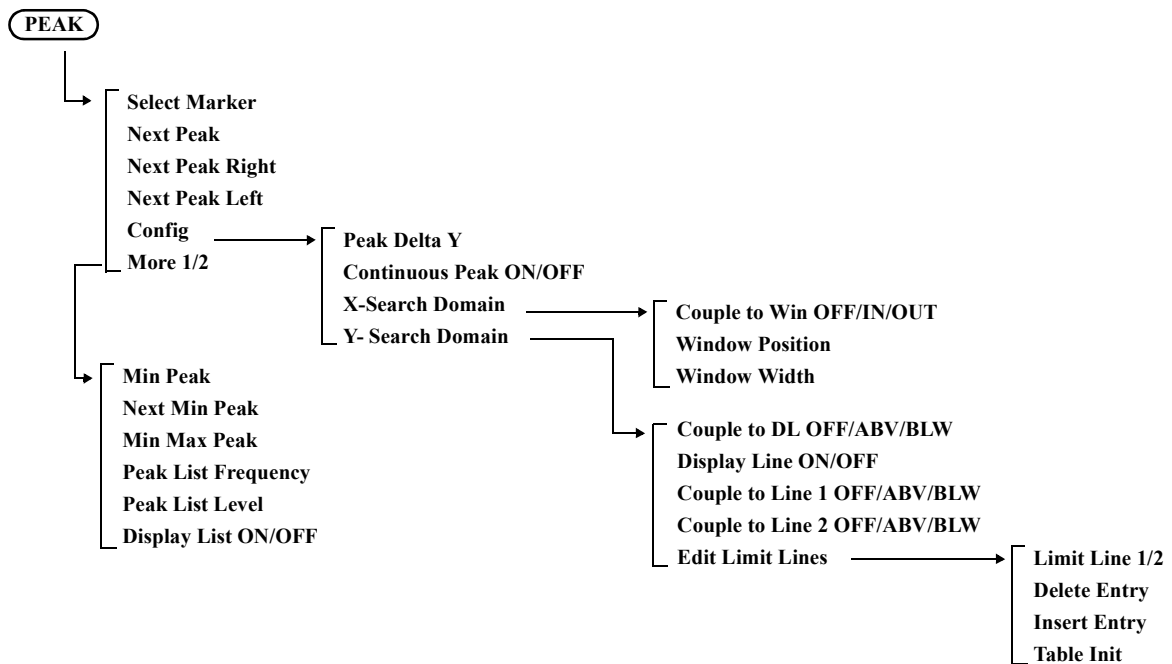 PEAK
Select Marker
Next Peak
Next Peak Right
Next Peak Left
Config
More 1/2
Peak Delta Y
Continuous Peak ON/OFF
X-Search Domain
Y- Search Domain
Couple to Win OFF/IN/OUT
Window Position
Window Width
Min Peak
Next Min Peak
Min Max Peak
Peak List Frequency
Peak List Level
Display List ON/OFF
Couple to DL OFF/ABV/BLW
Display Line ON/OFF
Couple to Line 1 OFF/ABV/BLW
Couple to Line 2 OFF/ABV/BLW
Edit Limit Lines
Limit Line 1/2
Delete Entry
Insert Entry
Table Init